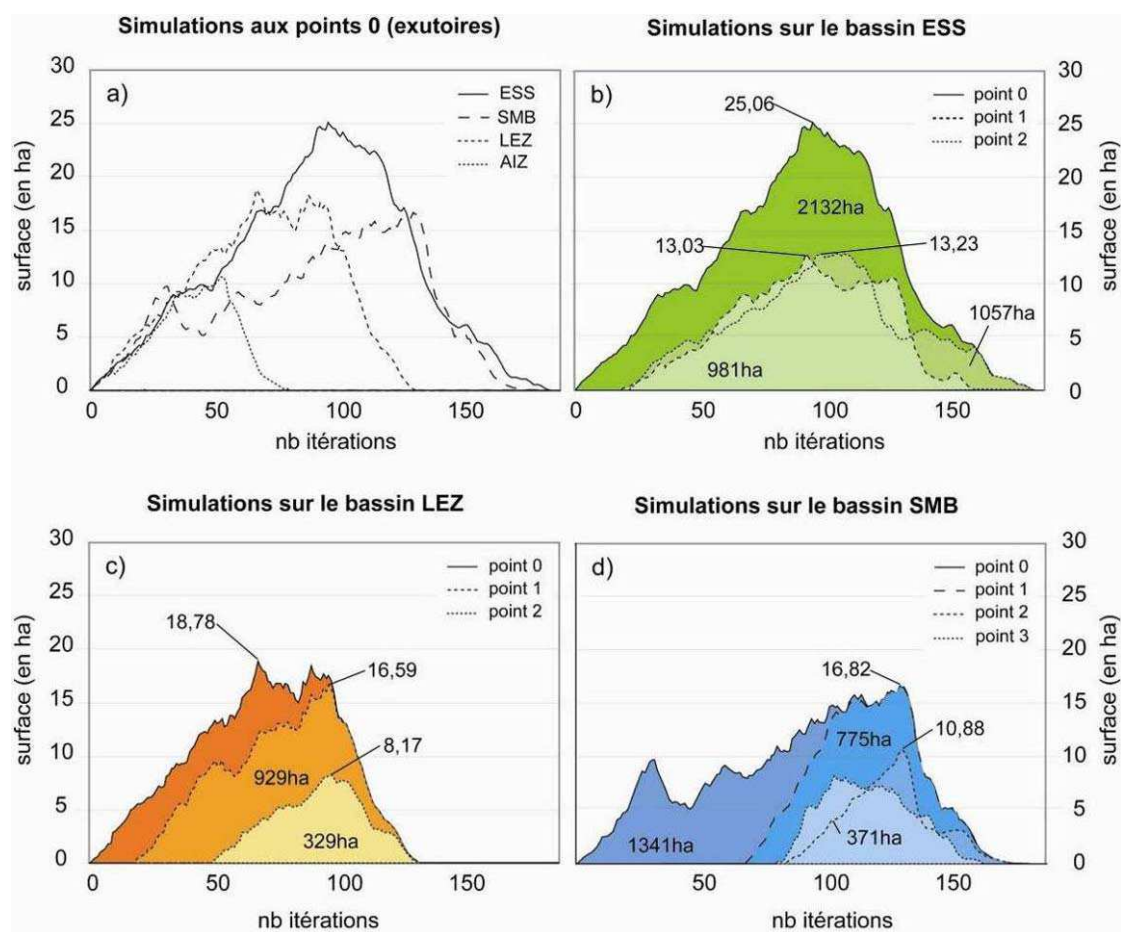 Simulations aux points 0 (exutoires)
30
25
20
15
10
5
0
surface (en ha)
a)
ESS
SMB
LEZ
AIZ
0
50
100
150
nb itérations
Simulations sur le bassin ESS
b)
25,06
point 0
point 1
point 2
2132ha
13,03
13,23
1057ha
981ha
30
25
20
15
10
5
0
surface (en ha)
50
100
150
nb itérations
Simulations sur le bassin LEZ
30
25
20
15
10
5
0
surface (en ha)
c)
point 0
point 1
point 2
18,78
16,59
8,17
929ha
329ha
0
50
100
150
nb itérations
Simulations sur le bassin SMB
d)
point 0
point 1
point 2
point 3
16,82
10,88
775ha
1341ha
371ha
30
25
20
15
10
5
0
surface (en ha)
50
100
150
nb itérations